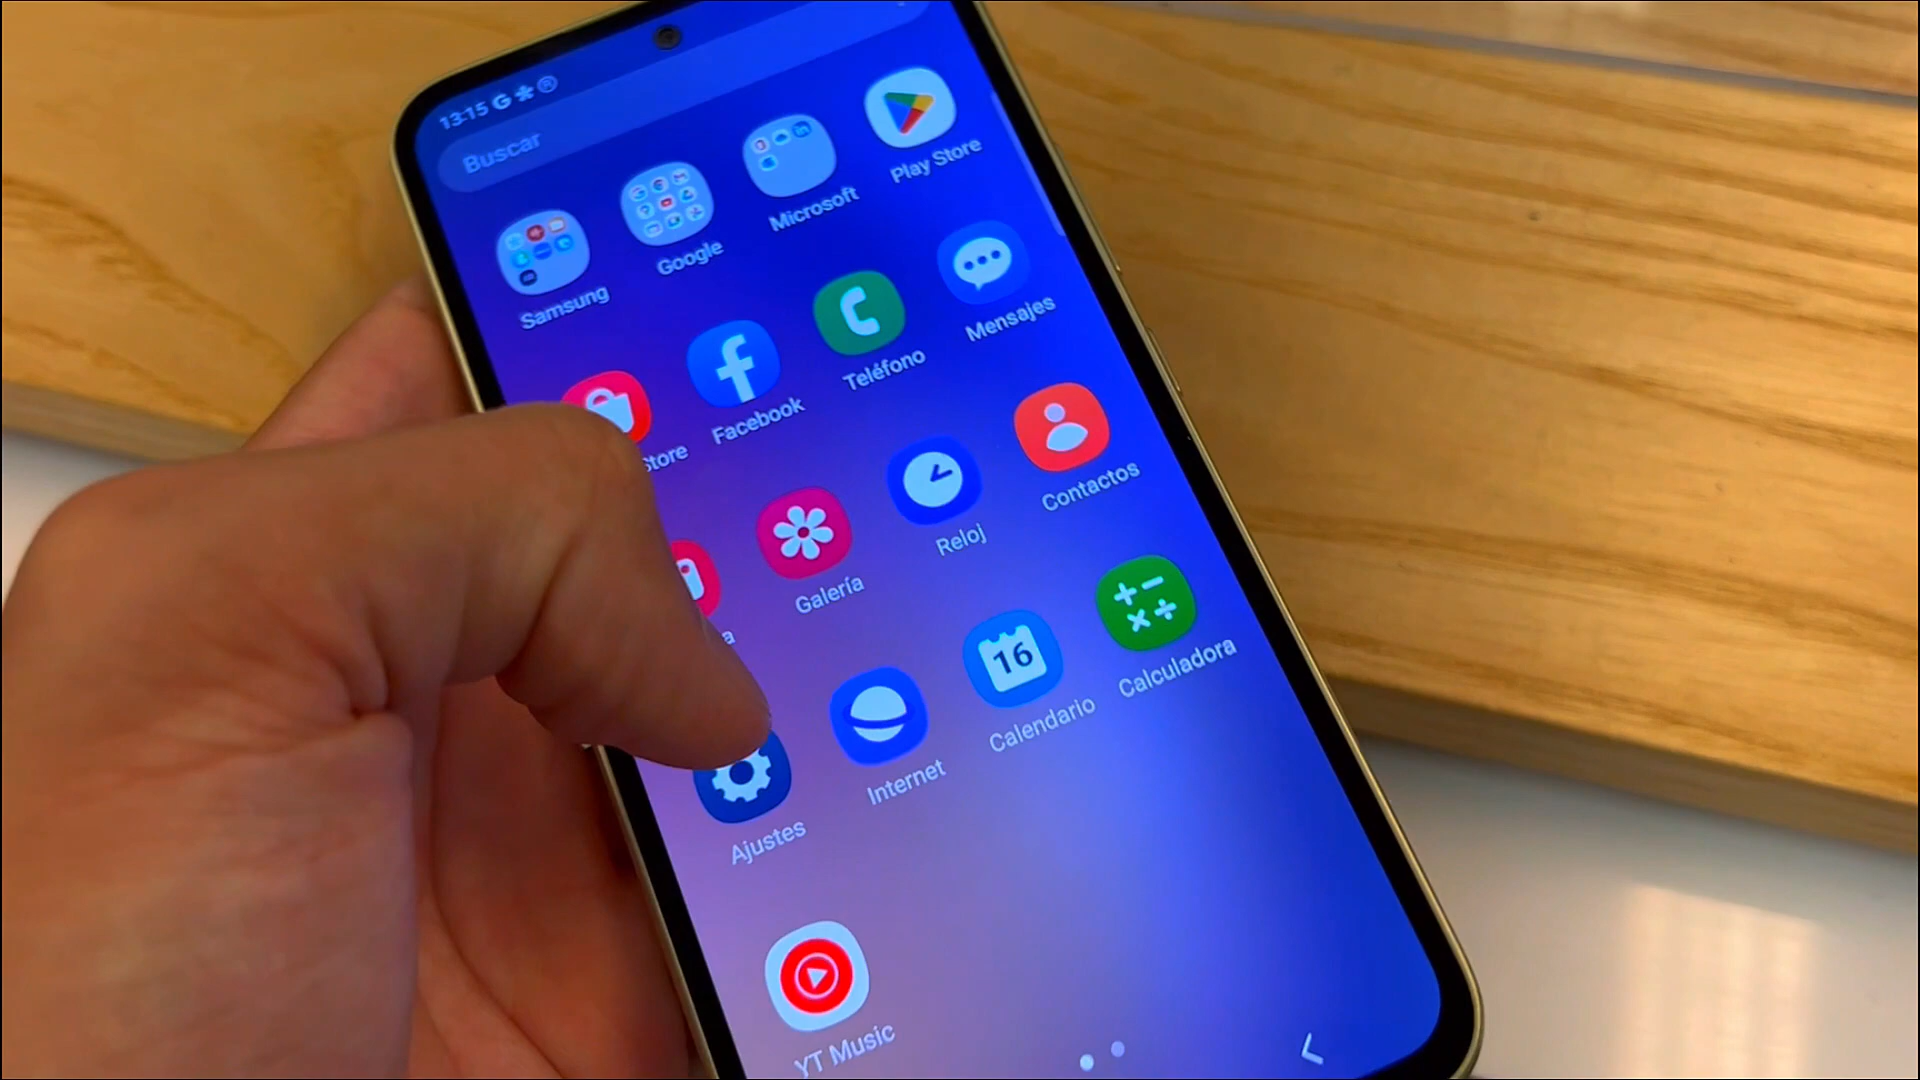 13:15 G
Buscar
Samsung
Google
Microsoft
Play Store
Store
Facebook
Teléfono
Mensajes
a
Galería
Reloj
Contactos
Ajustes
Internet
16
Calendario
Calculadora
YT Music